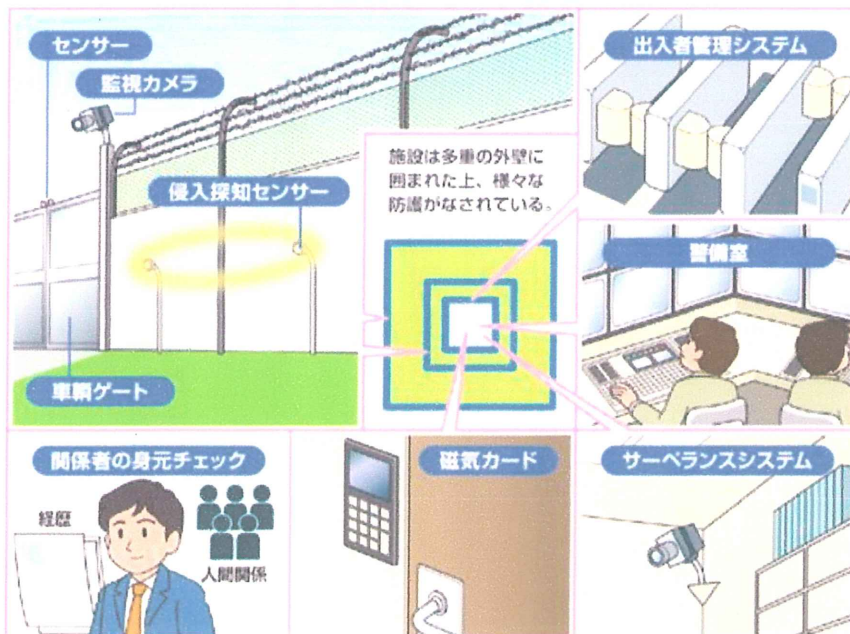 センサー
監視カメラ
侵入探知センサー
車輌ゲート
施設は多重の外壁に
囲まれた上、様々な
防護がなされている。
出入者管理システム
警備室
関係者の身元チェック
経歴
人間関係
磁気カード
サーベランスシステム